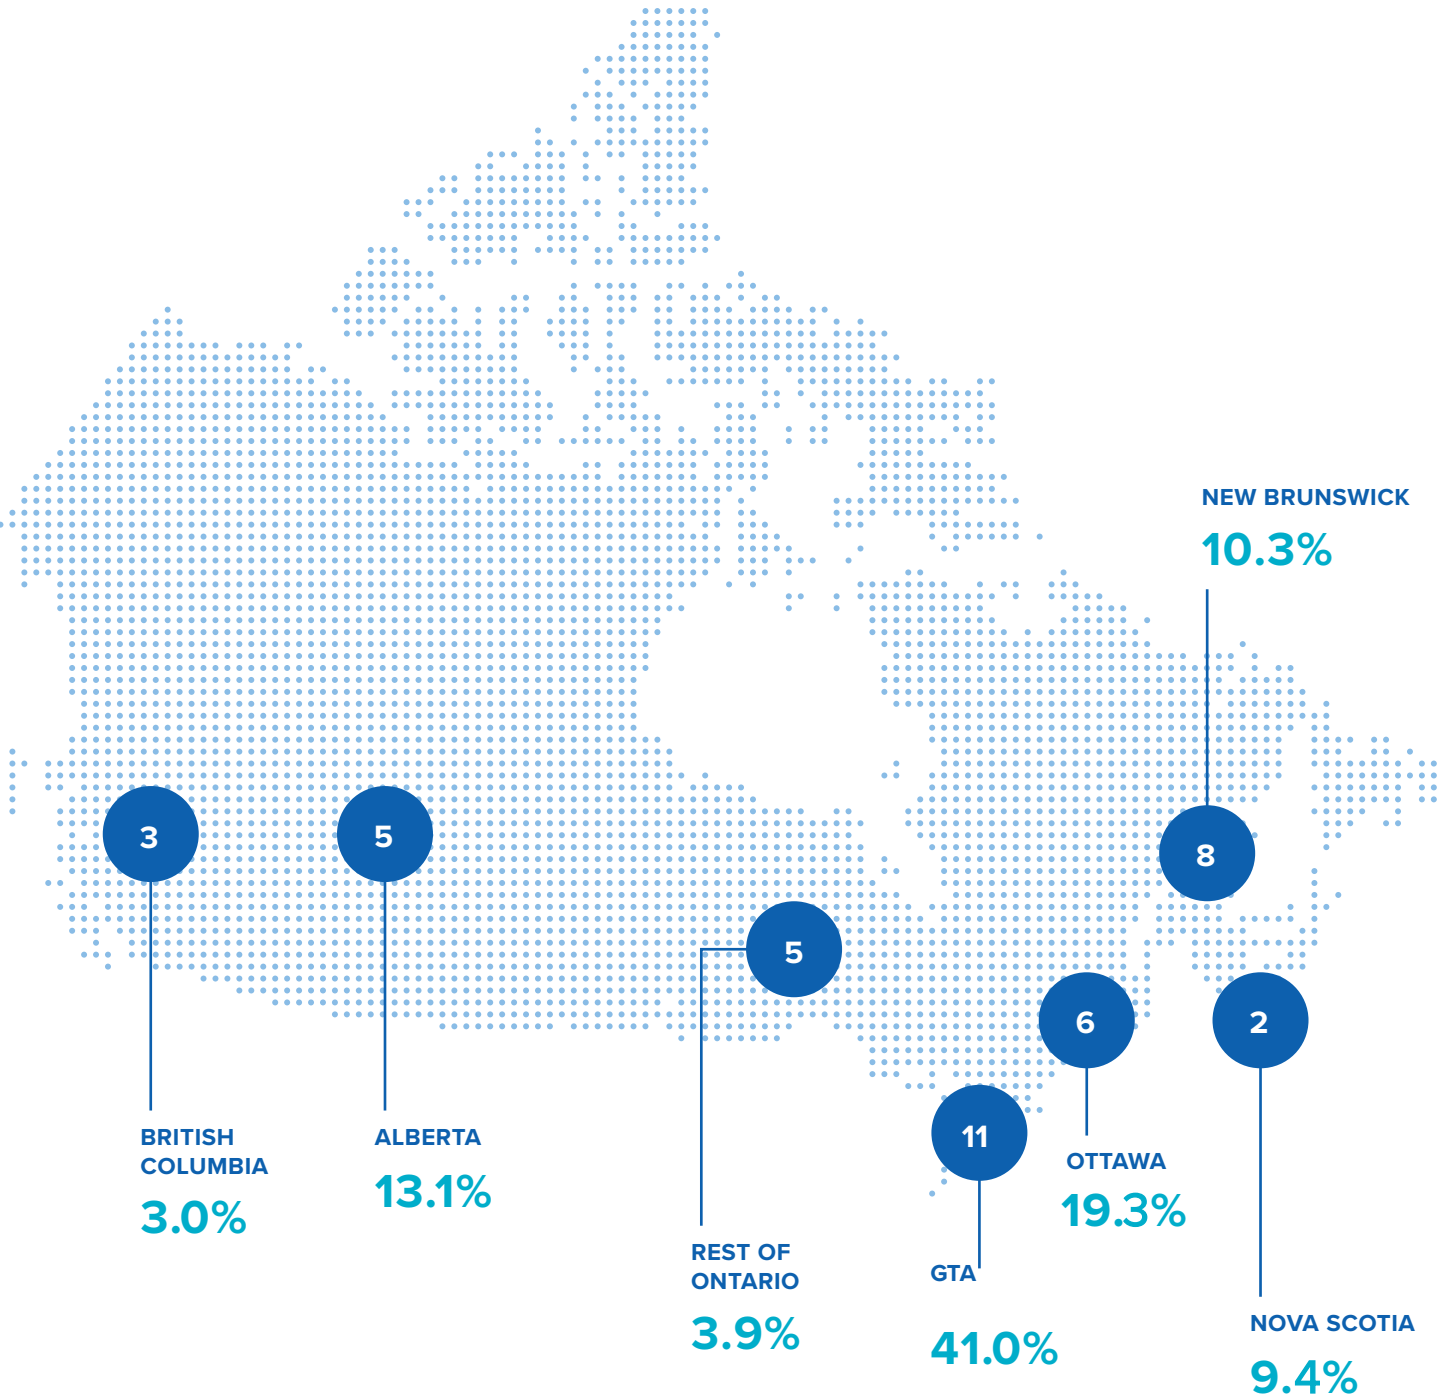 NEW BRUNSWICK
10.3%
3
5
8
5
6
2
11
BRITISH
COLUMBIA
3.0%
ALBERTA
13.1%
REST OF
ONTARIO
3.9%
GTA
41.0%
OTTAWA
19.3%
NOVA SCOTIA
9.4%